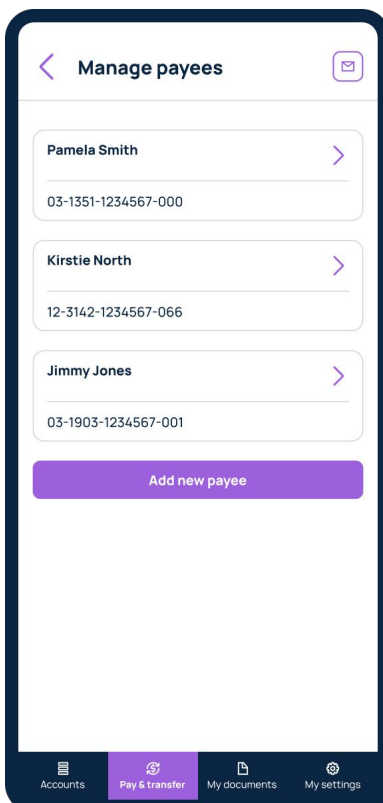 Manage payees
Pamela Smith
03-1351-1234567-000
Kirstie North
12-3142-1234567-066
Jimmy Jones
03-1903-1234567-001
Add new payee
Accounts
Pay & transfer
My documents
My settings